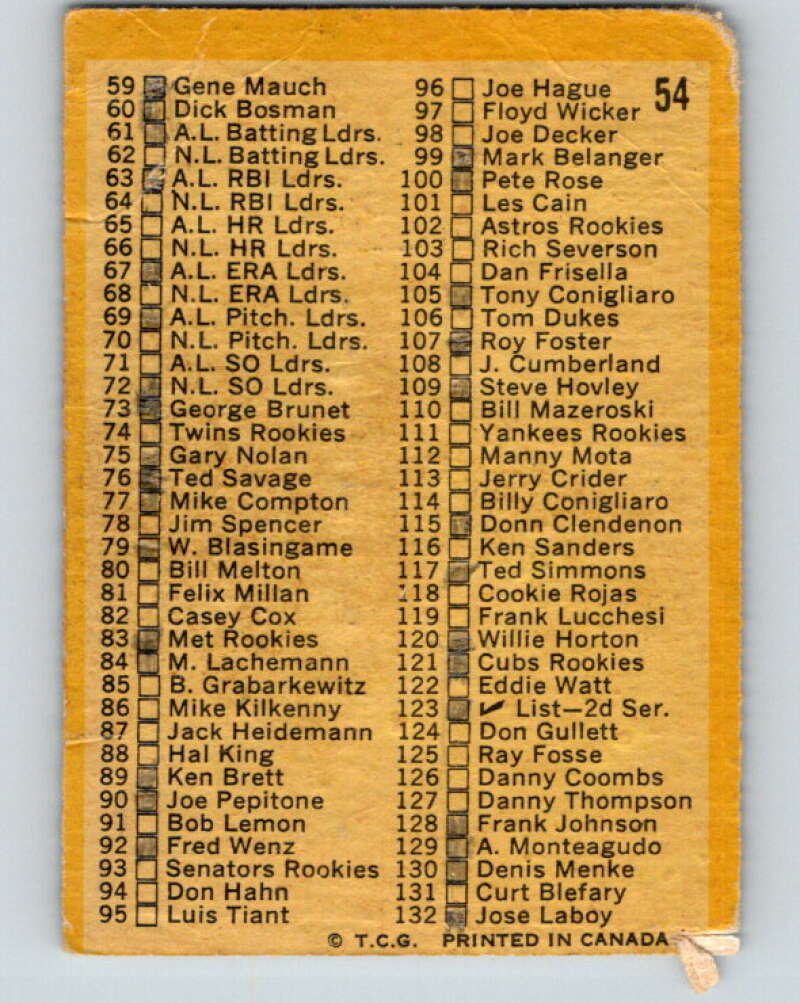 54
59 Gene Mauch
60 Dick Bosman
61 A.L. Batting Ldrs.
62 N.L. Batting Ldrs.
63 A.L. RBI Ldrs.
64 N.L. RBI Ldrs.
65 A.L. HR Ldrs.
66 N.L. HR Ldrs.
67 A.L. ERA Ldrs.
68 N.L. ERA Ldrs.
69 A.L. Pitch. Ldrs.
70 N.L. Pitch. Ldrs.
71 A.L. SO Ldrs.
72 N.L. SO Ldrs.
73 George Brunet
74 Twins Rookies
75 Gary Nolan
76 Ted Savage
77 Mike Compton
78 Jim Spencer
79 W. Blasingame
80 Bill Melton
81 Felix Millan
82 Casey Cox
83 Met Rookies
84 M. Lachemann
85 B. Grabarkewitz
86 Mike Kilkenny
87 Jack Heidemann
88 Hal King
89 Ken Brett
90 Joe Pepitone
91 Bob Lemon
92 Fred Wenz
93 Senators Rookies
94 Don Hahn
95 Luis Tiant
96 Joe Hague
97 Floyd Wicker
98 Joe Decker
99 Mark Belanger
100 Pete Rose
101 Les Cain
102 Astros Rookies
103 Rich Severson
104 Dan Frisella
105 Tony Conigliaro
106 Tom Dukes
107 Roy Foster
108 J. Cumberland
109 Steve Hovley
110 Bill Mazeroski
111 Yankees Rookies
112 Manny Mota
113 Jerry Crider
114 Billy Conigliaro
115 Donn Clendenon
116 Ken Sanders
117 Ted Simmons
118 Cookie Rojas
119 Frank Lucchesi
120 Willie Horton
121 Cubs Rookies
122 Eddie Watt
123 ✓ List—2d Ser.
124 Don Gullett
125 Ray Fosse
126 Danny Coombs
127 Danny Thompson
128 Frank Johnson
129 A. Monteagudo
130 Denis Menke
131 Curt Blefary
132 Jose Laboy
© T.C.G. PRINTED IN CANADA